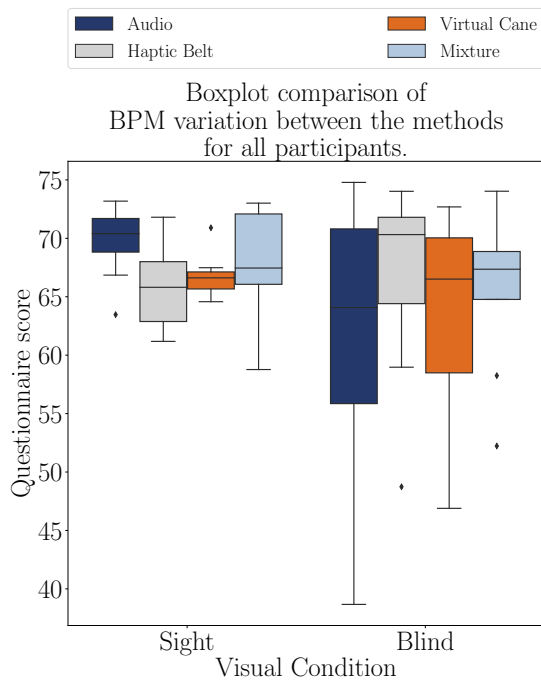 Audio
Haptic Belt
Virtual Cane
Mixture
Boxplot comparison of
BPM variation between the methods
for all participants.
Questionnaire score
75
70
65
60
55
50
45
40
Sight
Blind
Visual Condition